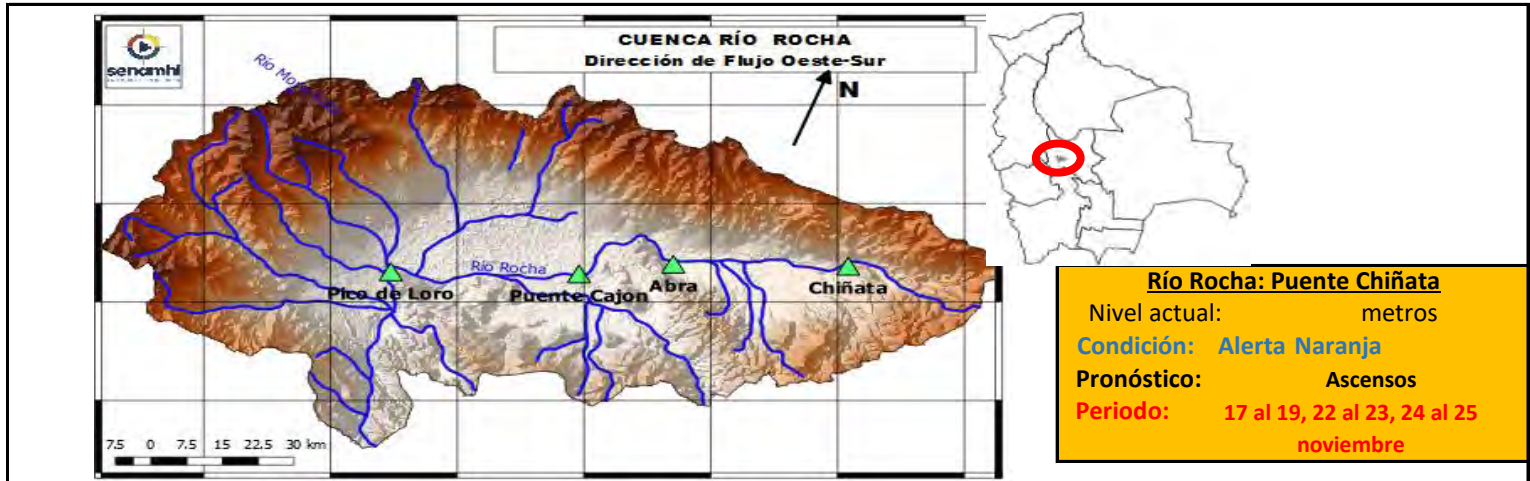 senamhi
CUENCA RÍO ROCHA
Dirección de Flujo Oeste-Sur
N
Río Rocha
Pico de Loro
Puente Cajon
Abra
Chiñata
7.5 0 7.5 15 22.5 30 km
Río Rocha: Puente Chiñata
Nivel actual: metros
Condición: Alerta Naranja
Pronóstico: Ascensos
Periodo: 17 al 19, 22 al 23, 24 al 25
noviembre